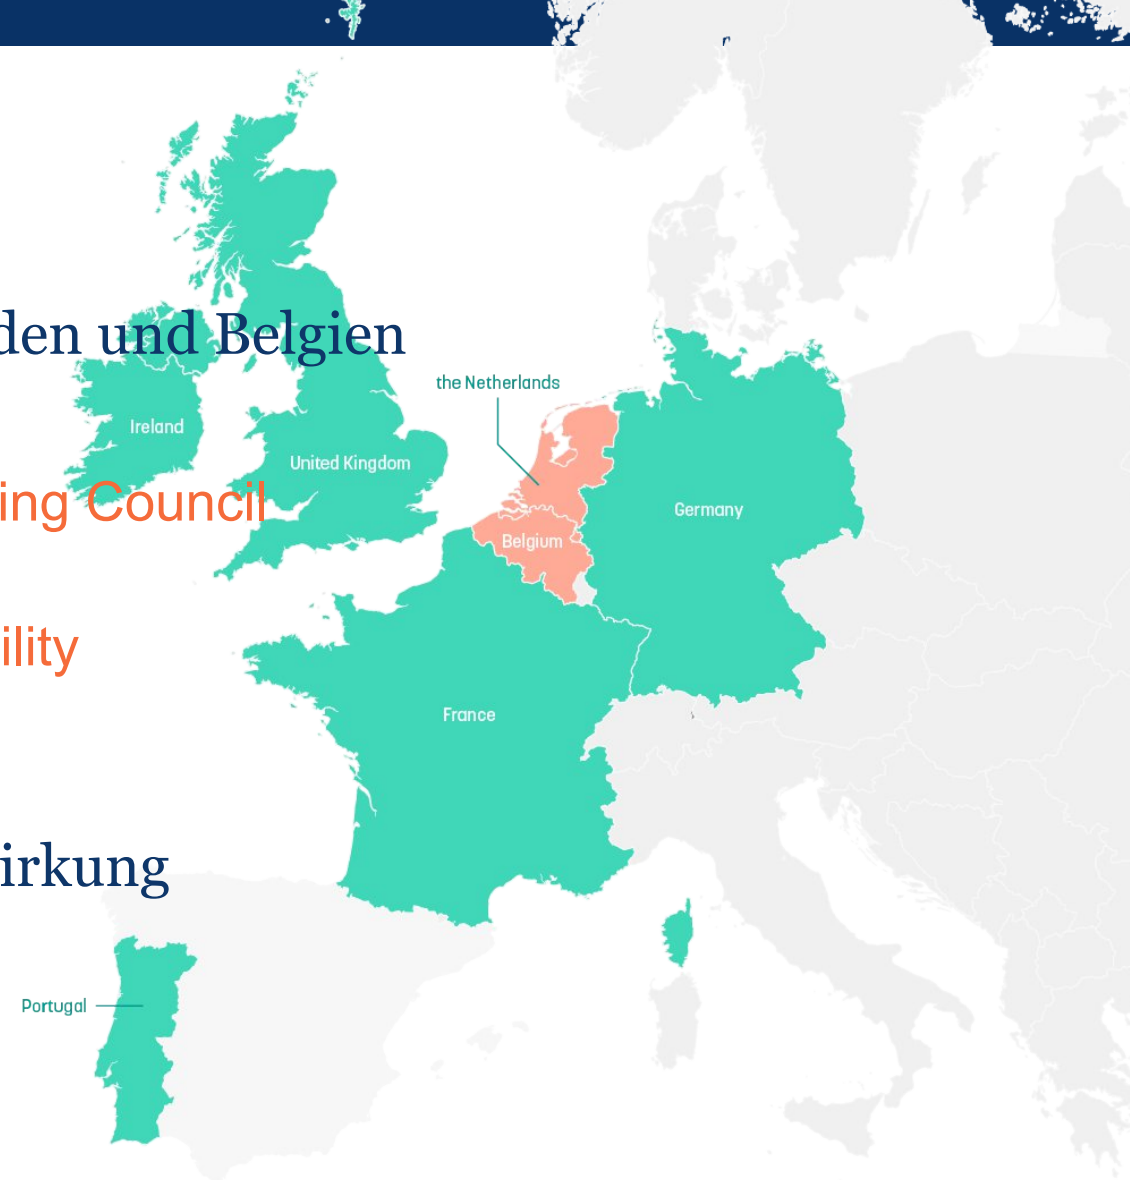 den und Belgien
the Netherlands
Ireland
United Kingdom
ing Council
Germany
Belgium
ility
France
irkung
Portugal